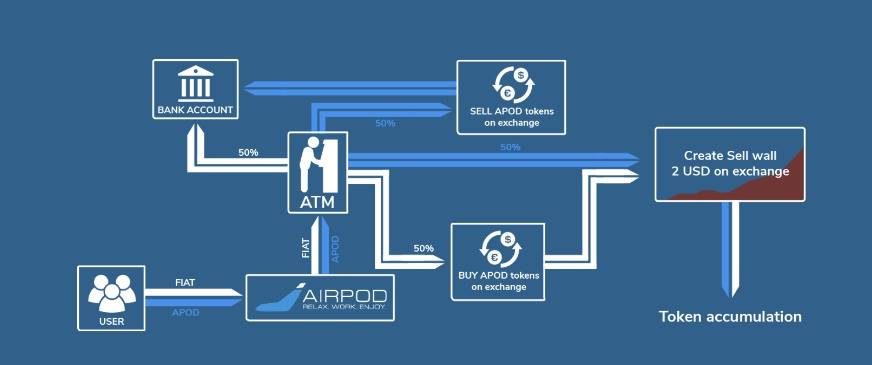 BANK ACCOUNT
$
€
SELL APOD tokens
on exchange
50%
50%
50%
Create Sell wall
2 USD on exchange
ATM
FIAT
APOD
50%
$
€
BUY APOD tokens
on exchange
USER
FIAT
APOD
AIRPOD
RELAX. WORK. ENJOY.
Token accumulation